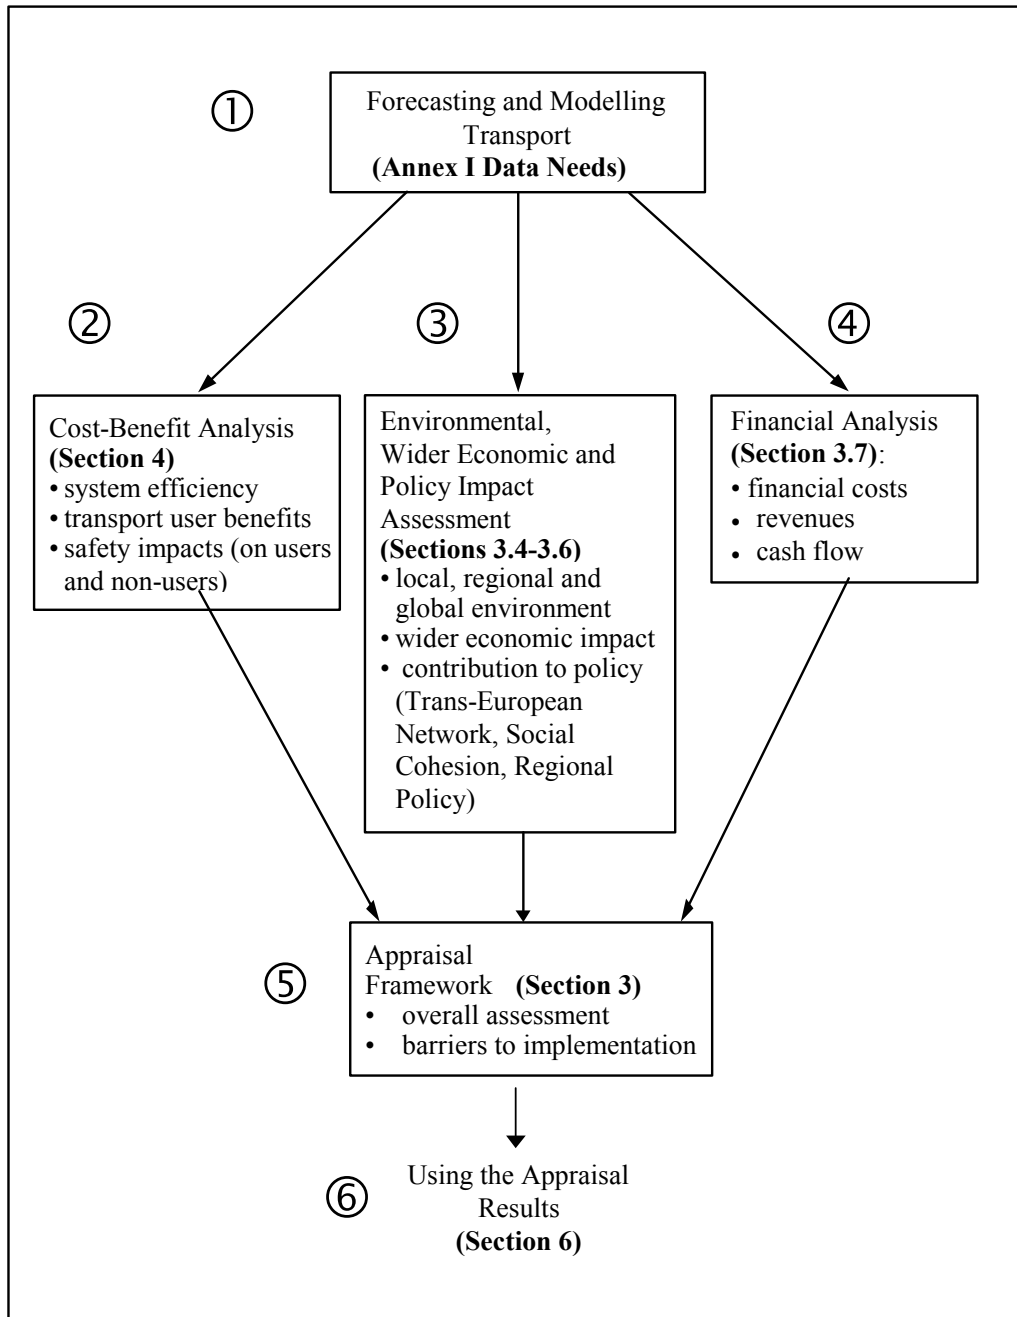 ①
Forecasting and Modelling
Transport
(Annex I Data Needs)
②
Cost-Benefit Analysis
(Section 4)
• system efficiency
• transport user benefits
• safety impacts (on users
and non-users)
③
Environmental,
Wider Economic and
Policy Impact
Assessment
(Sections 3.4-3.6)
• local, regional and
global environment
• wider economic impact
• contribution to policy
(Trans-European
Network, Social
Cohesion, Regional
Policy)
④
Financial Analysis
(Section 3.7):
• financial costs
• revenues
• cash flow
⑤
Appraisal
Framework (Section 3)
• overall assessment
• barriers to implementation
⑥
Using the Appraisal
Results
(Section 6)